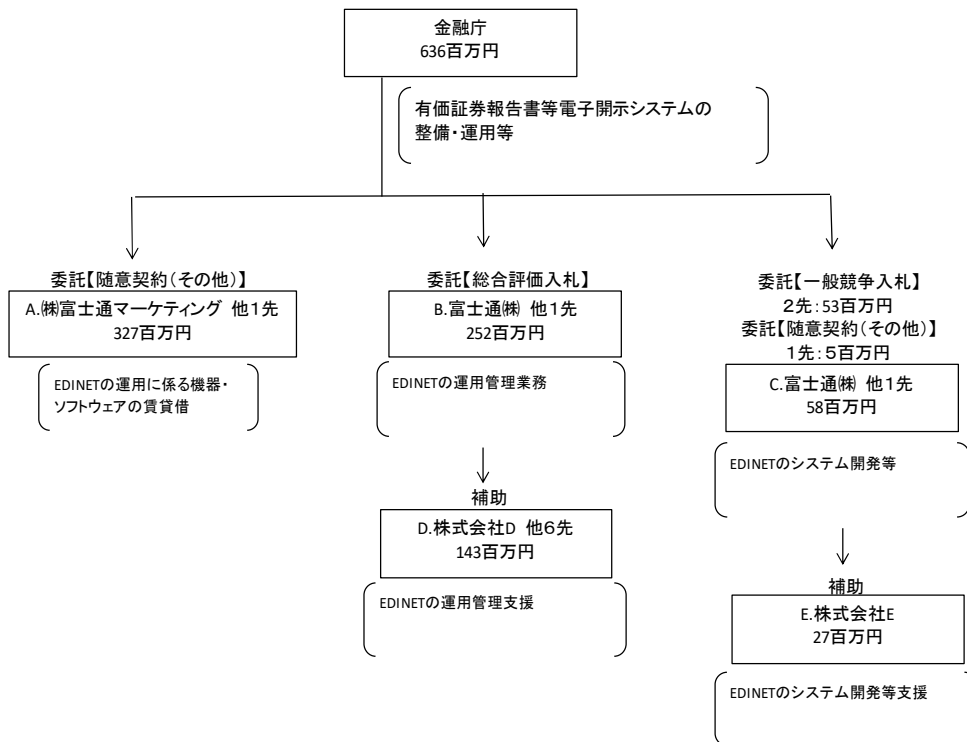 金融庁
636百万円
有価証券報告書等電子開示システムの
整備・運用等
委託【随意契約(その他)】
A.㈱富士通マーケティング 他1先
327百万円
EDINETの運用に係る機器・
ソフトウェアの賃貸借
委託【総合評価入札】
B.富士通㈱ 他1先
252百万円
EDINETの運用管理業務
補助
D.株式会社D 他6先
143百万円
EDINETの運用管理支援
委託【一般競争入札】
2先:53百万円
委託【随意契約(その他)】
1先:5百万円
C.富士通㈱ 他1先
58百万円
EDINETのシステム開発等
補助
E.株式会社E
27百万円
EDINETのシステム開発等支援